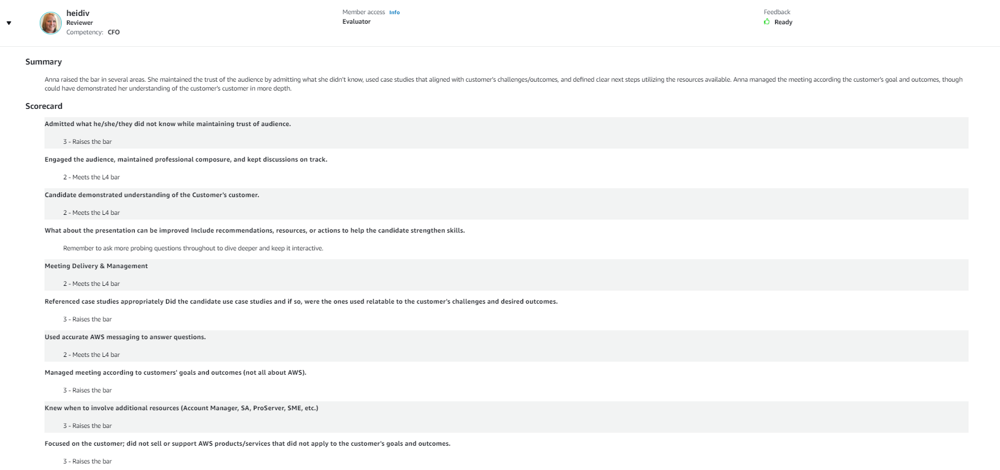 heidiv
Reviewer
Competency: CFO
Member access Info
Evaluator
Feedback
Ready
Summary
Anna raised the bar in several areas. She maintained the trust of the audience by admitting what she didn't know, used case studies that aligned with customer's challenges/outcomes, and defined clear next steps utilizing the resources available. Anna managed the meeting according the customer's goal and outcomes, though
could have demonstrated her understanding of the customer's customer in more depth.
Scorecard
Admitted what he/she/they did not know while maintaining trust of audience.
3 - Raises the bar
Engaged the audience, maintained professional composure, and kept discussions on track.
2 - Meets the L4 bar
Candidate demonstrated understanding of the Customer's customer.
2 - Meets the L4 bar
What about the presentation can be improved Include recommendations, resources, or actions to help the candidate strengthen skills.
Remember to ask more probing questions throughout to dive deeper and keep it interactive.
Meeting Delivery & Management
2 - Meets the L4 bar
Referenced case studies appropriately Did the candidate use case studies and if so, were the ones used relatable to the customer's challenges and desired outcomes.
3 - Raises the bar
Used accurate AWS messaging to answer questions.
2 - Meets the L4 bar
Managed meeting according to customers' goals and outcomes (not all about AWS).
3 - Raises the bar
Knew when to involve additional resources (Account Manager, SA, ProServer, SME, etc.)
3 - Raises the bar
Focused on the customer; did not sell or support AWS products/services that did not apply to the customer's goals and outcomes.
3 - Raises the bar